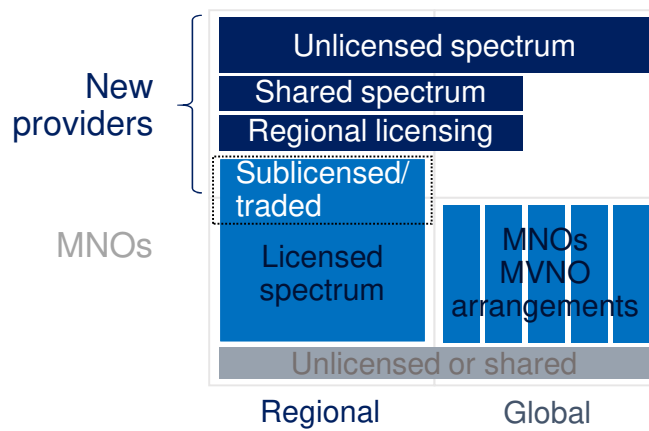 Unlicensed spectrum
New
providers
Shared spectrum
Regional licensing
Sublicensed/
traded
MNOs
Licensed
spectrum
MNOs
MVNO
arrangements
Unlicensed or shared
Regional
Global